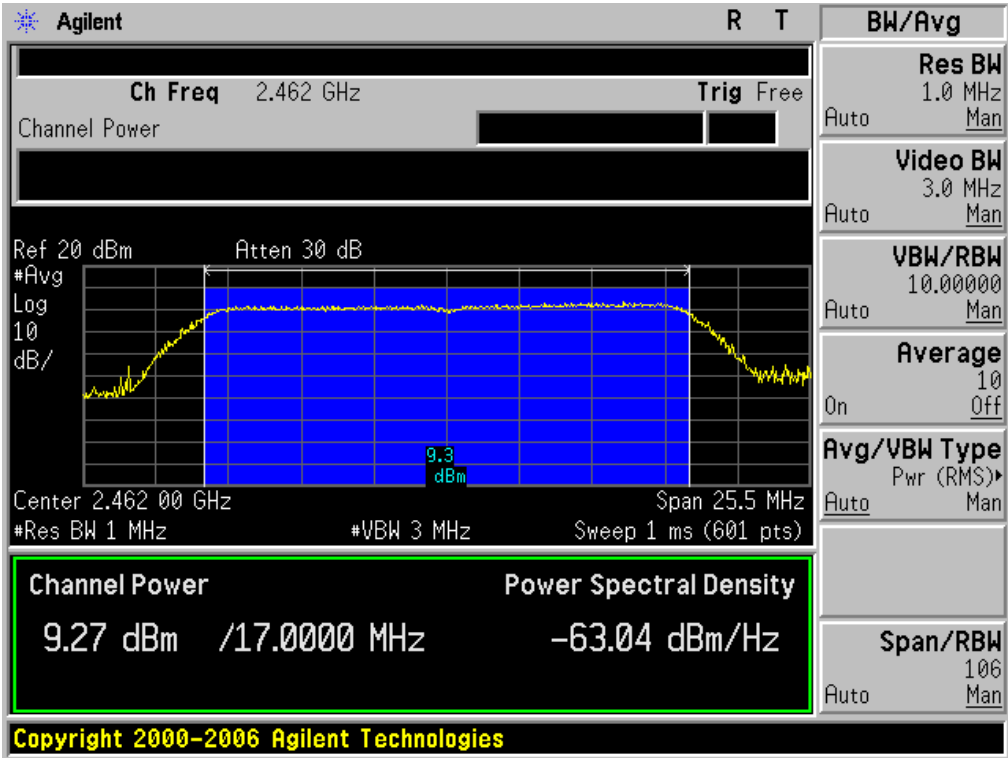 Agilent R T
Ch Freq 2.462 GHz Trig Free
Channel Power
Ref 20 dBm Atten 30 dB
#Avg
Log
10
dB/
9.3
dBm
Center 2.462 00 GHz Span 25.5 MHz
#Res BW 1 MHz #VBW 3 MHz Sweep 1 ms (601 pts)
Channel Power Power Spectral Density
9.27 dBm /17.0000 MHz -63.04 dBm/Hz
Copyright 2000-2006 Agilent Technologies
BW/Avg
Res BW
1.0 MHz
Auto Man
Video BW
3.0 MHz
Auto Man
VBW/RBW
10.00000
Auto Man
Average
10
On Off
Avg/VBW Type
Pwr (RMS)▸
Auto Man
Span/RBW
106
Auto Man